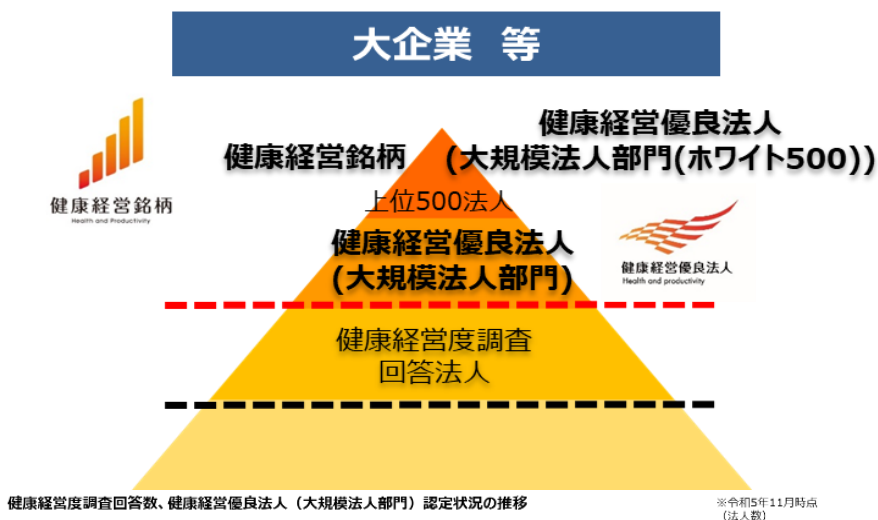 大企業 等
健康経営銘柄
Health and Productivity
健康経営銘柄
健康経営優良法人
(大規模法人部門(ホワイト500))
上位500法人
健康経営優良法人
(大規模法人部門)
健康経営優良法人
Health and productivity
健康経営度調査
回答法人
健康経営度調査回答数、健康経営優良法人（大規模法人部門）認定状況の推移
※令和5年11月時点
（法人数）